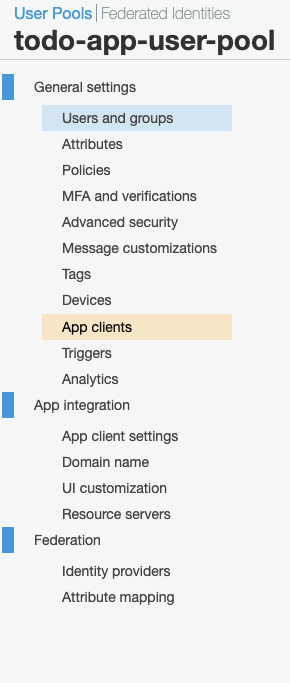 User Pools | Federated Identities
todo-app-user-pool
General settings
Users and groups
Attributes
Policies
MFA and verifications
Advanced security
Message customizations
Tags
Devices
App clients
Triggers
Analytics
App integration
App client settings
Domain name
UI customization
Resource servers
Federation
Identity providers
Attribute mapping